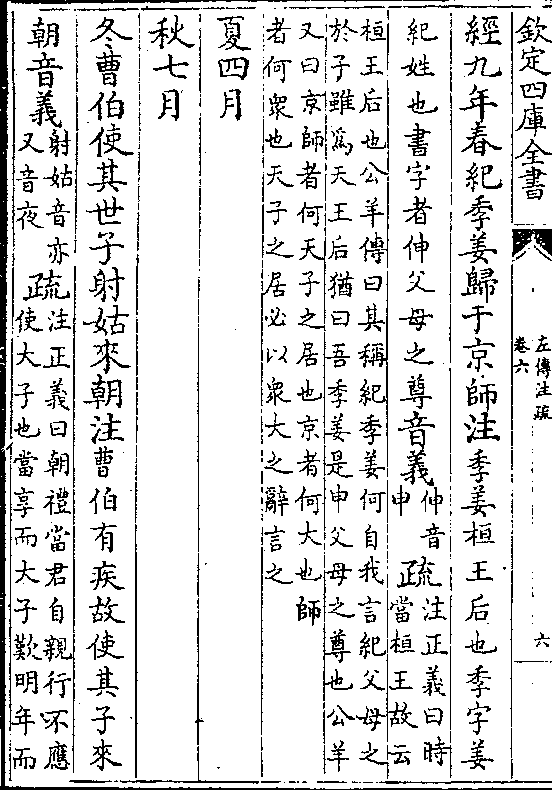 欽定四庫全書
左傳注疏
卷六
六
經九年春紀季姜歸于京師注季姜桓王后也季字姜
紀姓也書字者伸父母之尊音義伸音
申
疏注正義曰時
當桓王故云
桓王后也公羊傳曰其稱紀季姜何自我言紀父母之
於子雖為天王后猶曰吾季姜是申父母之尊也公羊
又曰京師者何天子之居也京者何大也師
者何衆也天子之居必以衆大之辭言之
夏四月
秋七月
冬曹伯使其世子射姑來朝注曹伯有疾故使其子來
朝音義射姑音亦
又音夜
疏注正義曰朝禮當君自親行不應
使大子也當享而大子歎明年而